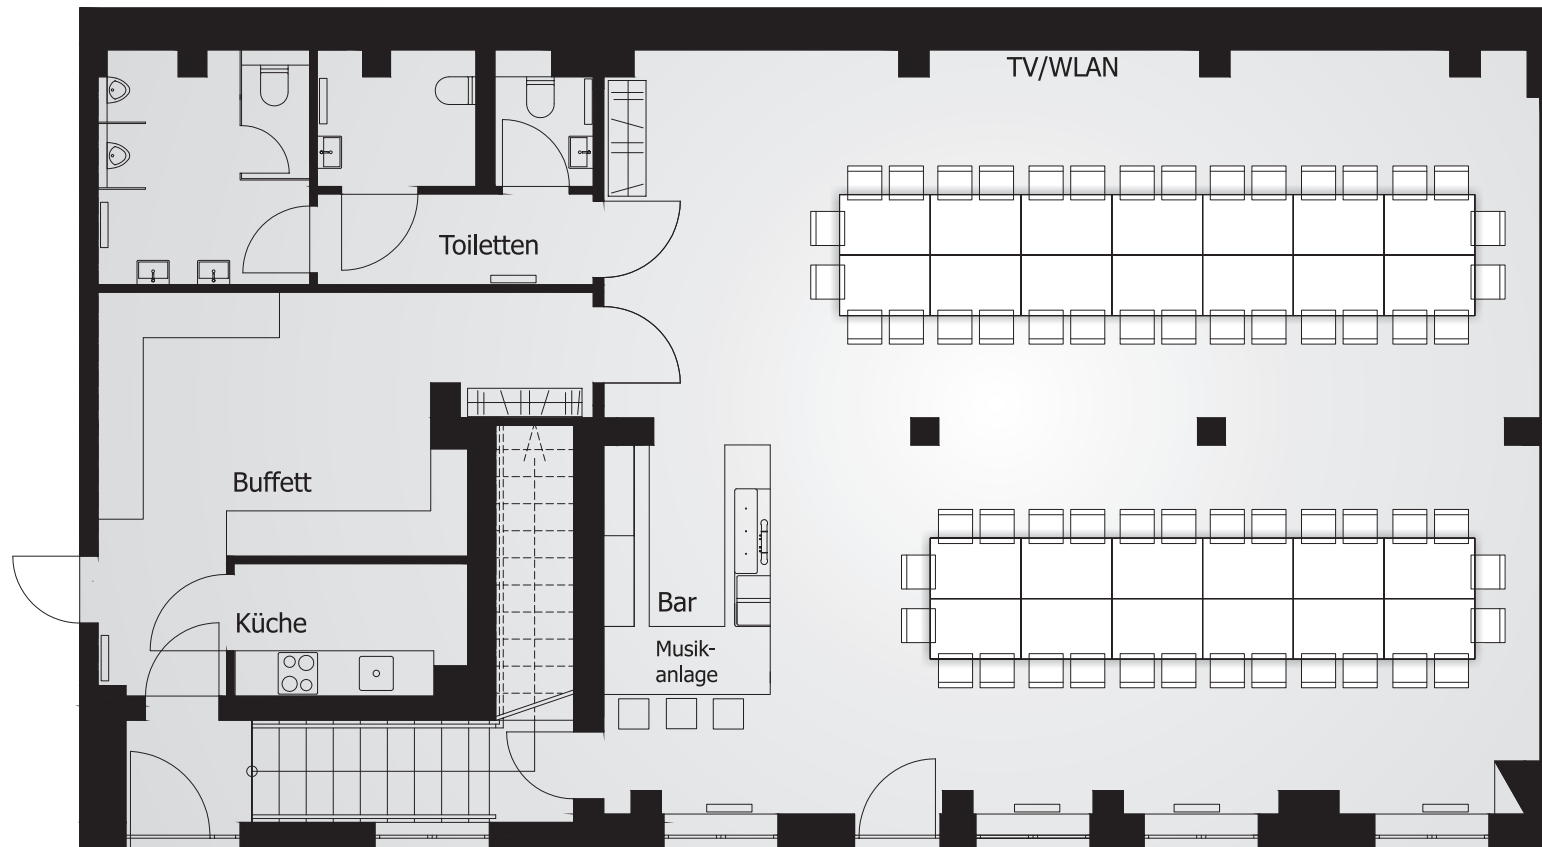 TV/WLAN
Toiletten
Buffett
Bar
Küche
Musik-
anlage